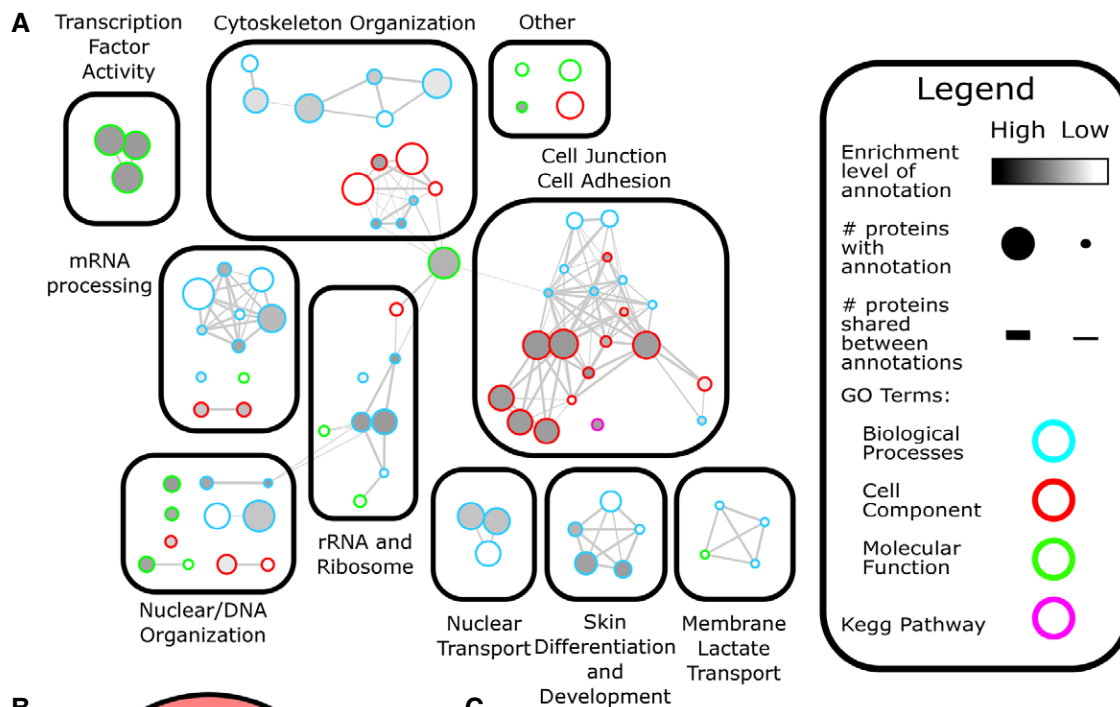 A
Transcription
Factor
Activity
Cytoskeleton Organization
Other
Cell Junction
Cell Adhesion
mRNA
processing
rRNA and
Ribosome
Nuclear/DNA
Organization
Nuclear
Transport
Skin
Differentiation
and
Development
Membrane
Lactate
Transport
Legend
High Low
Enrichment
level of
annotation
# proteins
with
annotation
# proteins
shared
between
annotations
GO Terms:
Biological
Processes
Cell
Component
Molecular
Function
Kegg Pathway
B
C